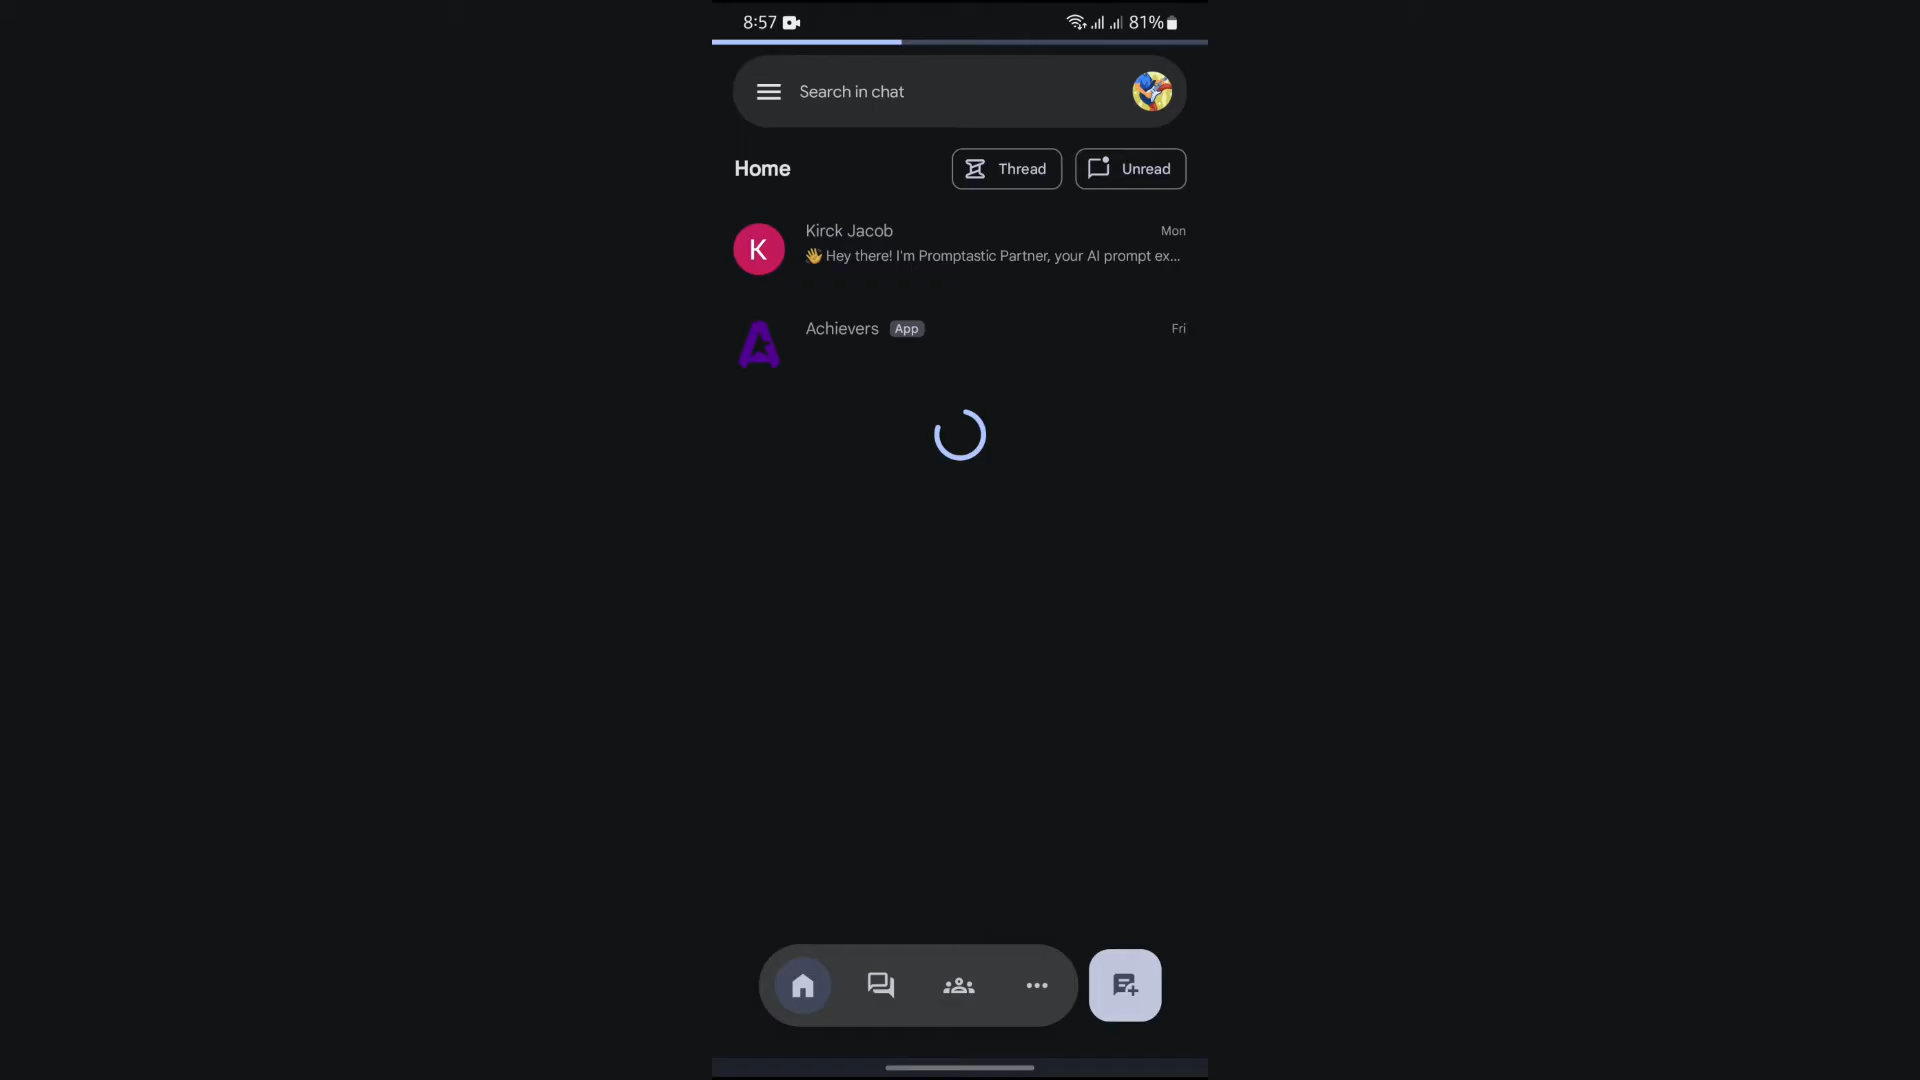 8:57
81%
Search in chat
Home
Thread
Unread
K
Kirck Jacob
Mon
👋 Hey there! I'm Promptastic Partner, your AI prompt ex...
Achievers App
Fri